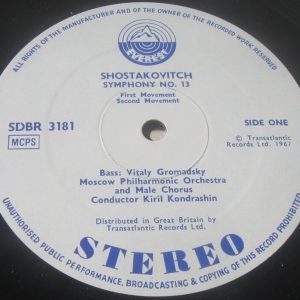 ALL RIGHTS OF THE MANUFACTURER AND OF THE OWNER OF THE RECORDED WORK RESERVED
EVEREST
SHOSTAKOVITCH
SYMPHONY NO. 13
First Movement
Second Movement
SDBR 3181
SIDE ONE
MCPS
Ⓟ Transatlantic
Records Ltd. 1967
Bass: Vitaly Gromadsky
Moscow Philharmonic Orchestra
and Male Chorus
Conductor Kiril Kondrashin
Distributed in Great Britain by
Transatlantic Records Ltd.
STEREO
UNAUTHORISED PUBLIC PERFORMANCE, BROADCASTING & COPYING OF THIS RECORD PROHIBITED